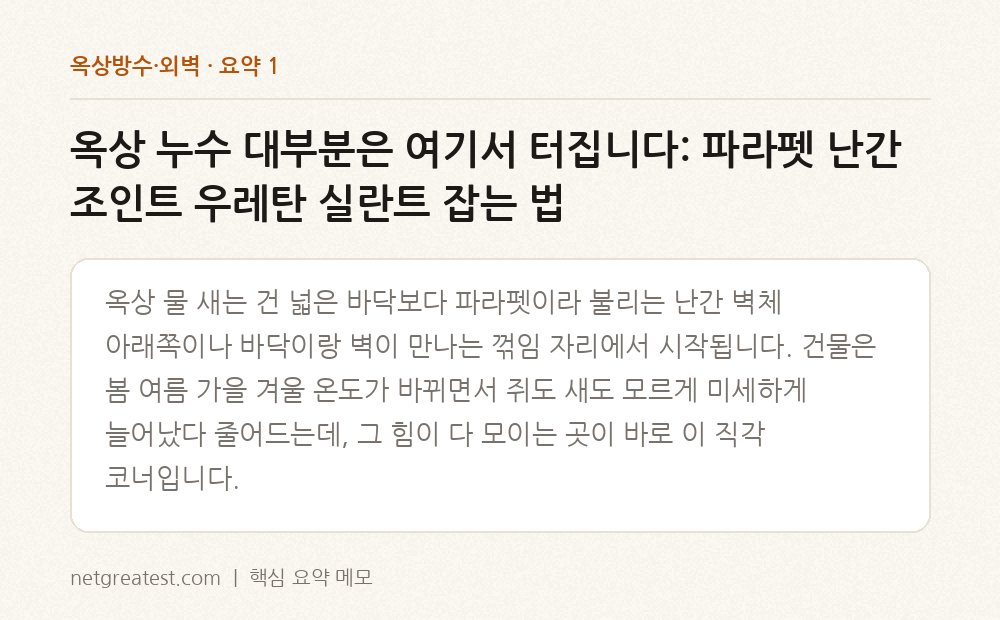 옥상방수·외벽 · 요약 1
옥상 누수 대부분은 여기서 터집니다: 파라펫 난간
조인트 우레탄 실란트 잡는 법
옥상 물 새는 건 넓은 바닥보다 파라펫이라 불리는 난간 벽체
아래쪽이나 바닥이랑 벽이 만나는 꺾임 자리에서 시작됩니다. 건물은
봄 여름 가을 겨울 온도가 바뀌면서 쥐도 새도 모르게 미세하게
늘어났다 줄어드는데, 그 힘이 다 모이는 곳이 바로 이 직각
코너입니다.
netgreatest.com | 핵심 요약 메모